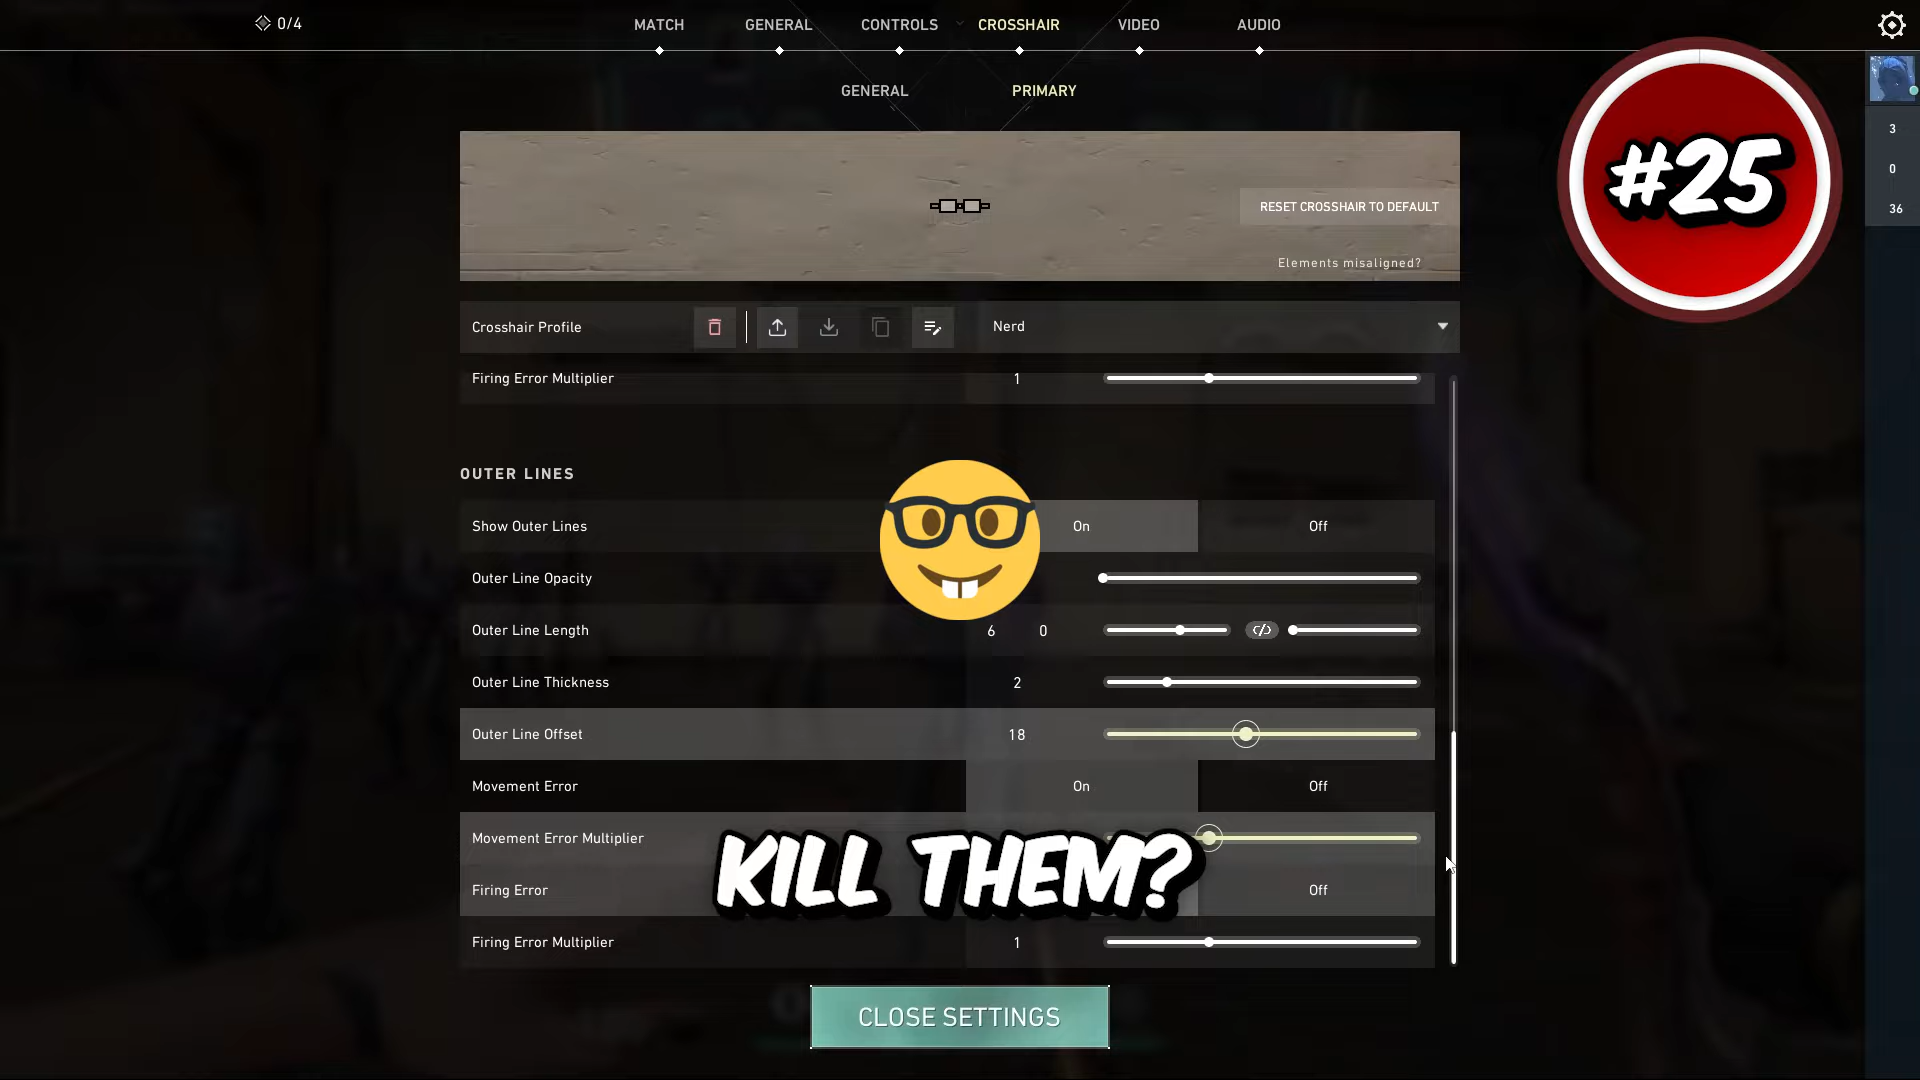 0/4
MATCH GENERAL CONTROLS CROSSHAIR VIDEO AUDIO
GENERAL PRIMARY
#25
3
0
36
RESET CROSSHAIR TO DEFAULT
Elements misaligned?
Crosshair Profile Nerd
Firing Error Multiplier 1
OUTER LINES
Show Outer Lines On Off
Outer Line Opacity
Outer Line Length 6 0
Outer Line Thickness 2
Outer Line Offset 18
Movement Error On Off
Movement Error Multiplier
KILL THEM?
Firing Error Off
Firing Error Multiplier 1
CLOSE SETTINGS